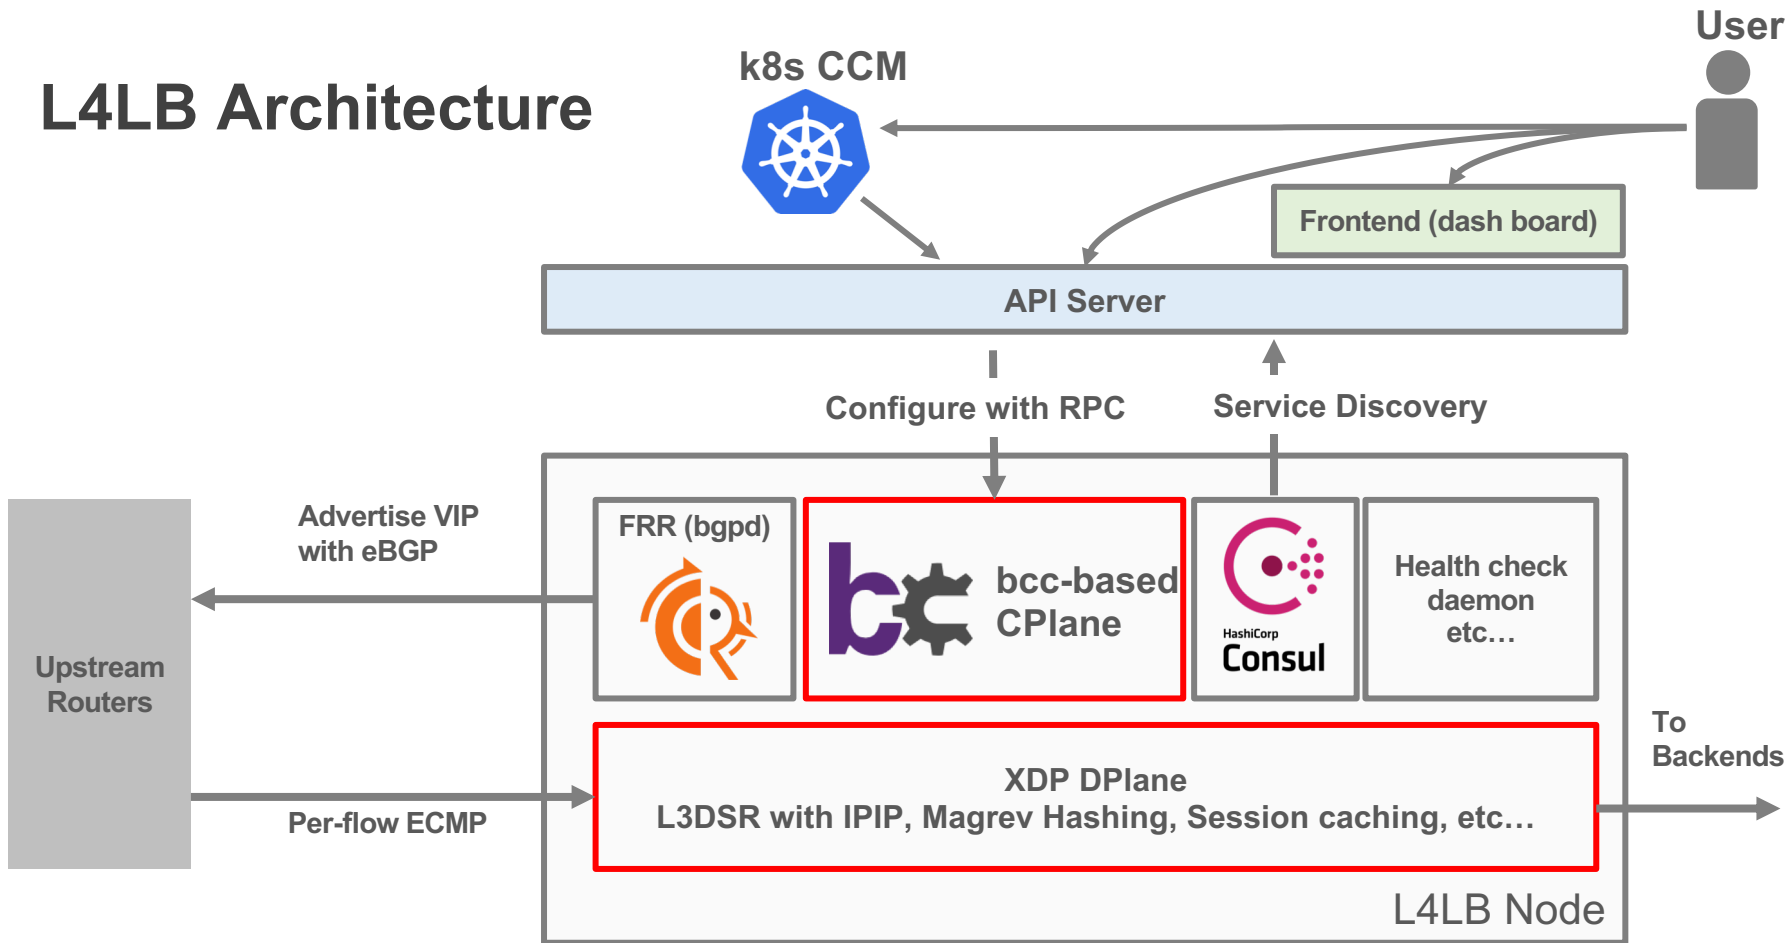 User
k8s CCM
L4LB Architecture
Frontend (dash board)
API Server
Configure with RPC
Service Discovery
Advertise VIP
with eBGP
FRR (bgpd)
bcc-based
CPlane
HashiCorp
Consul
Health check
daemon
etc…
Upstream
Routers
To
Backends
XDP DPlane
L3DSR with IPIP, Magrev Hashing, Session caching, etc…
Per-flow ECMP
L4LB Node